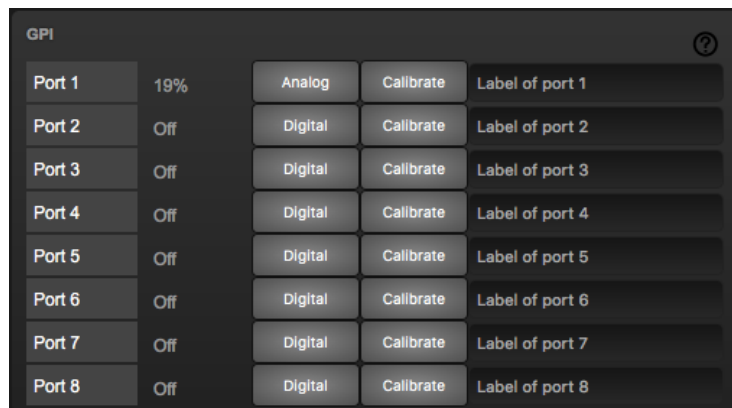 GPI
Port 1 19% Analog Calibrate Label of port 1
Port 2 Off Digital Calibrate Label of port 2
Port 3 Off Digital Calibrate Label of port 3
Port 4 Off Digital Calibrate Label of port 4
Port 5 Off Digital Calibrate Label of port 5
Port 6 Off Digital Calibrate Label of port 6
Port 7 Off Digital Calibrate Label of port 7
Port 8 Off Digital Calibrate Label of port 8